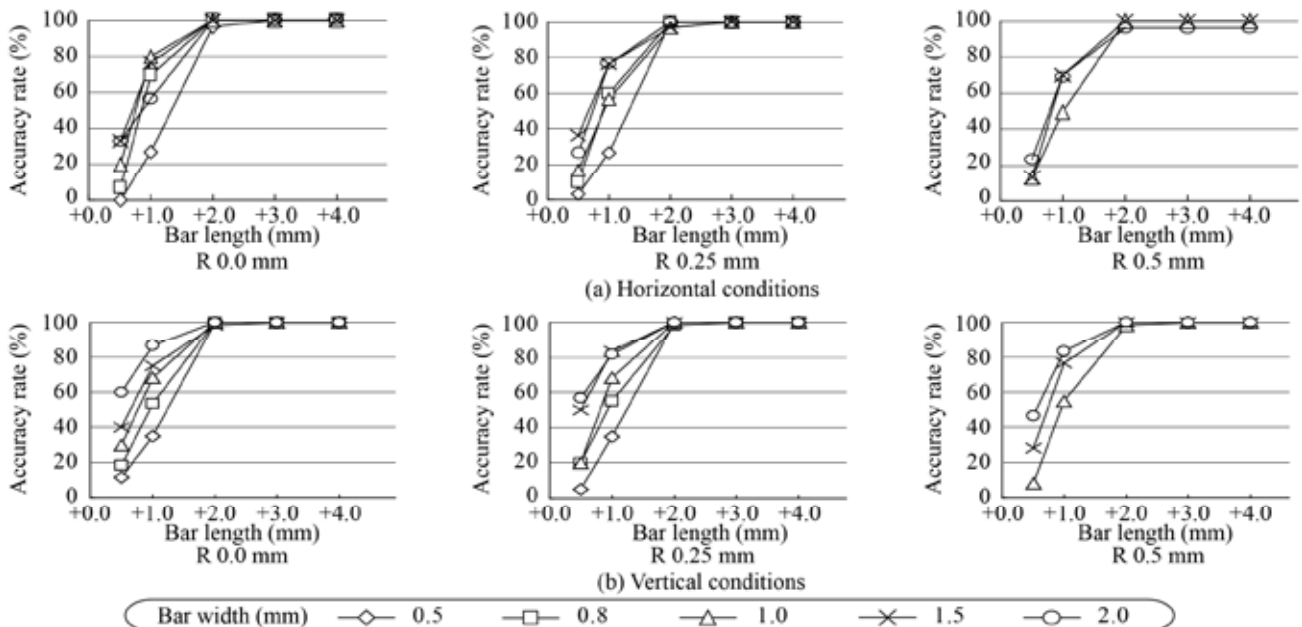 Accuracy rate (%)
100
80
60
40
20
0
+0.0 +1.0 +2.0 +3.0 +4.0
Bar length (mm)
R 0.0 mm
Accuracy rate (%)
100
80
60
40
20
0
+0.0 +1.0 +2.0 +3.0 +4.0
Bar length (mm)
R 0.25 mm
Accuracy rate (%)
100
80
60
40
20
0
+0.0 +1.0 +2.0 +3.0 +4.0
Bar length (mm)
R 0.5 mm
(a) Horizontal conditions
Accuracy rate (%)
100
80
60
40
20
0
+0.0 +1.0 +2.0 +3.0 +4.0
Bar length (mm)
R 0.0 mm
Accuracy rate (%)
100
80
60
40
20
0
+0.0 +1.0 +2.0 +3.0 +4.0
Bar length (mm)
R 0.25 mm
Accuracy rate (%)
100
80
60
40
20
0
+0.0 +1.0 +2.0 +3.0 +4.0
Bar length (mm)
R 0.5 mm
(b) Vertical conditions
Bar width (mm) 0.5 0.8 1.0 1.5 2.0